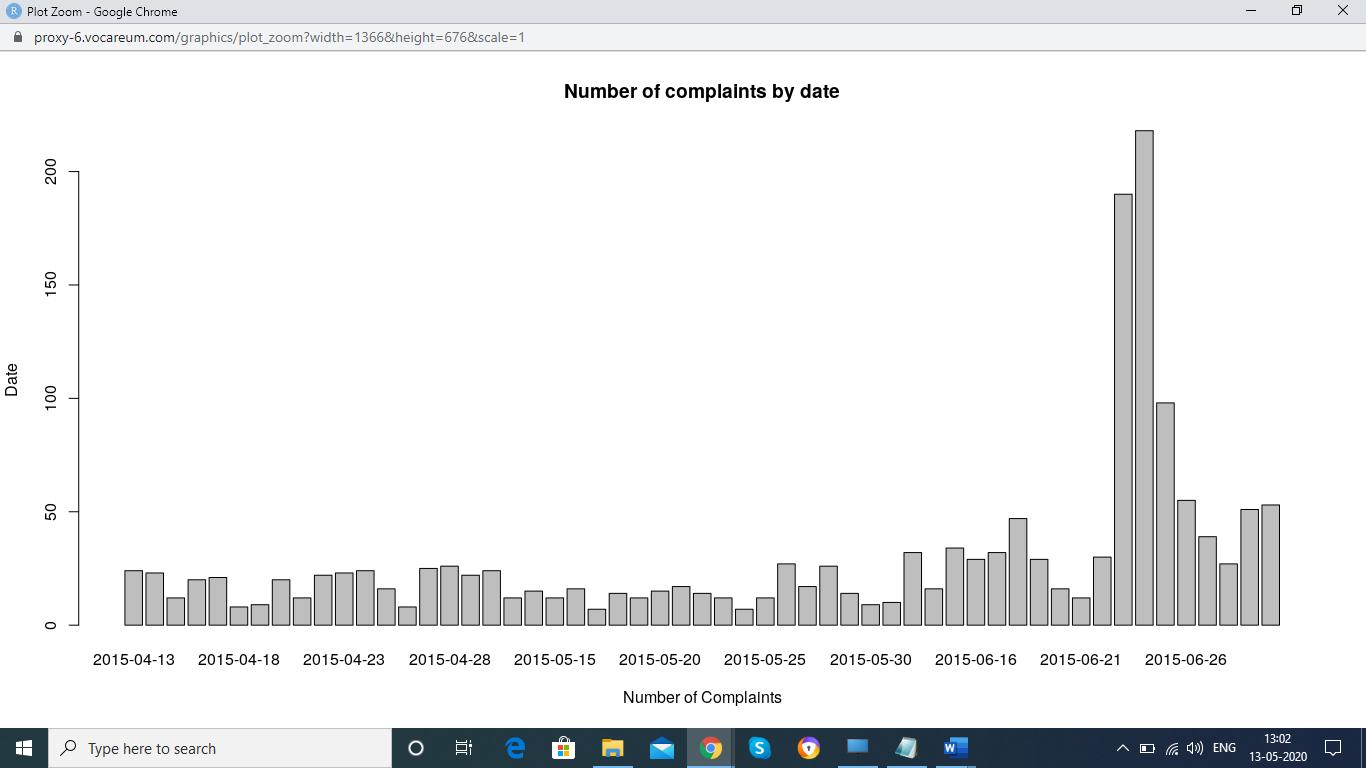 R Plot Zoom - Google Chrome
proxy-6.vocareum.com/graphics/plot_zoom?width=1366&height=676&scale=1
Number of complaints by date
Date
200
150
100
50
0
2015-04-13 2015-04-18 2015-04-23 2015-04-28 2015-05-15 2015-05-20 2015-05-25 2015-05-30 2015-06-16 2015-06-21 2015-06-26
Number of Complaints
Type here to search
ENG
13:02
13-05-2020